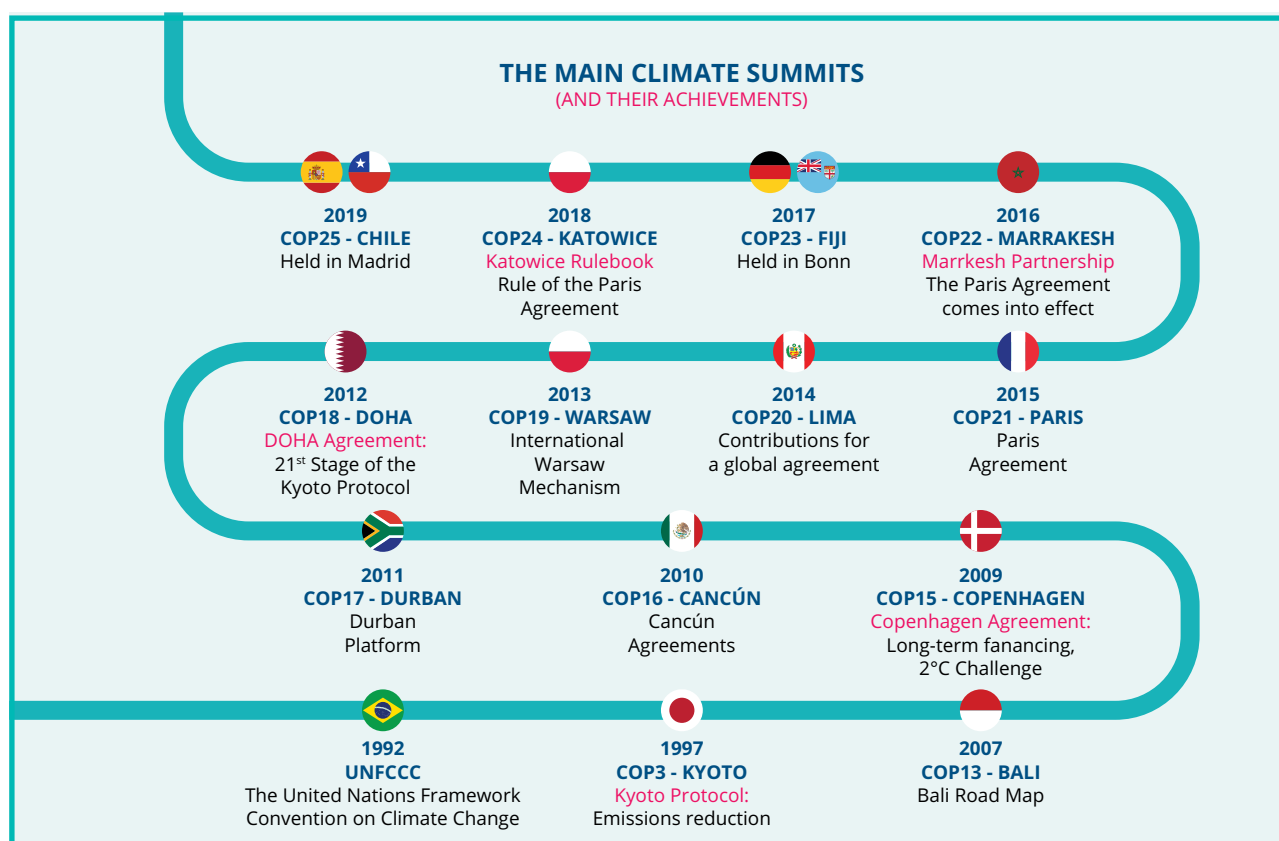 THE MAIN CLIMATE SUMMITS
(AND THEIR ACHIEVEMENTS)
2019
COP25 - CHILE
Held in Madrid
2018
COP24 - KATOWICE
Katowice Rulebook
Rule of the Paris
Agreement
2017
COP23 - FIJI
Held in Bonn
2016
COP22 - MARRAKESH
Marrkesh Partnership
The Paris Agreement
comes into effect
2012
COP18 - DOHA
DOHA Agreement:
21st Stage of the
Kyoto Protocol
2013
COP19 - WARSAW
International
Warsaw
Mechanism
2014
COP20 - LIMA
Contributions for
a global agreement
2015
COP21 - PARIS
Paris
Agreement
2011
COP17 - DURBAN
Durban
Platform
2010
COP16 - CANCÚN
Cancún
Agreements
2009
COP15 - COPENHAGEN
Copenhagen Agreement:
Long-term fanancing,
2°C Challenge
1992
UNFCCC
The United Nations Framework
Convention on Climate Change
1997
COP3 - KYOTO
Kyoto Protocol:
Emissions reduction
2007
COP13 - BALI
Bali Road Map